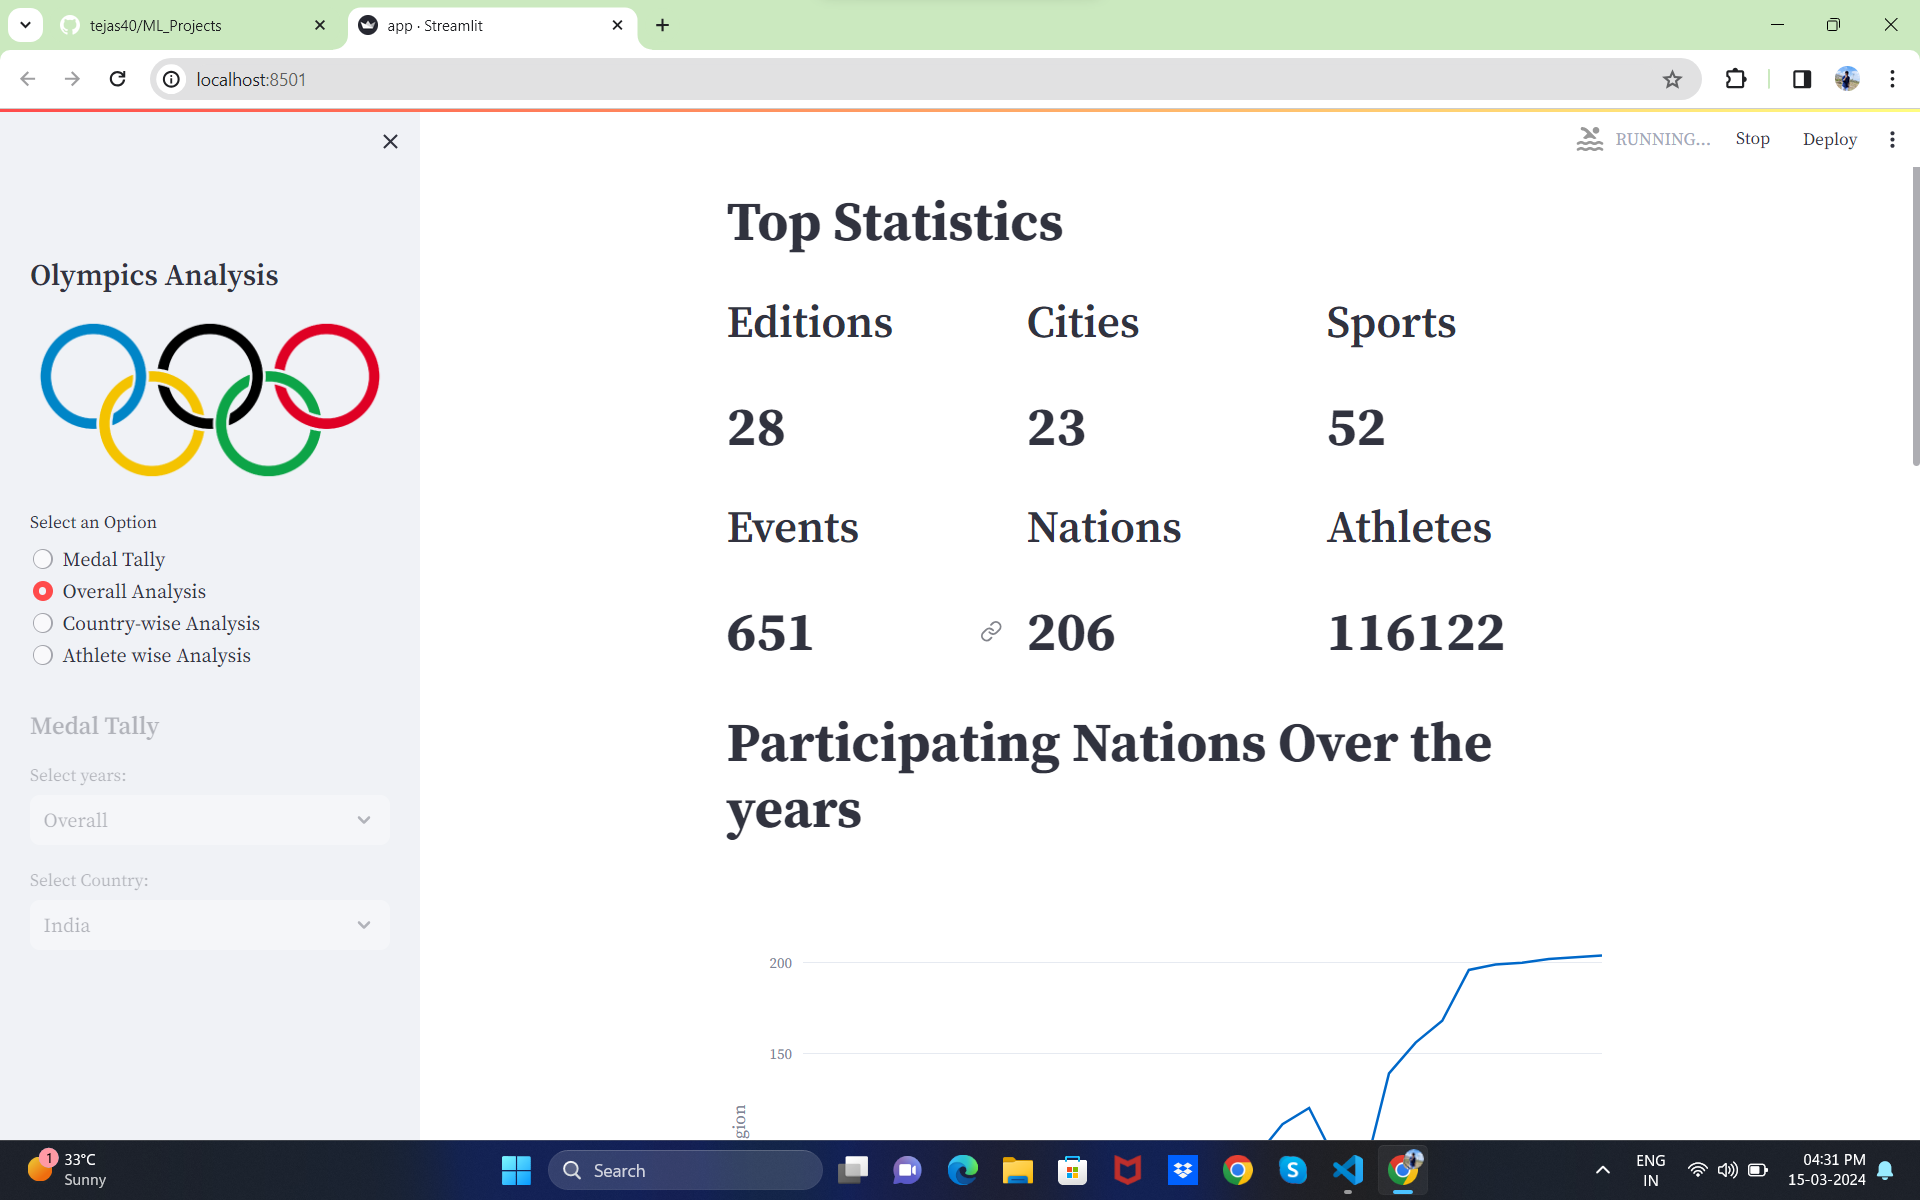 tejas40/ML_Projects
app · Streamlit
localhost:8501
RUNNING...
Stop
Deploy
Olympics Analysis
Select an Option
Medal Tally
Overall Analysis
Country-wise Analysis
Athlete wise Analysis
Medal Tally
Select years:
Overall
Select Country:
India
Top Statistics
Editions
Cities
Sports
28
23
52
Events
Nations
Athletes
651
206
116122
Participating Nations Over the
years
200
150
gion
1
33°C
Sunny
Search
ENG
IN
04:31 PM
15-03-2024